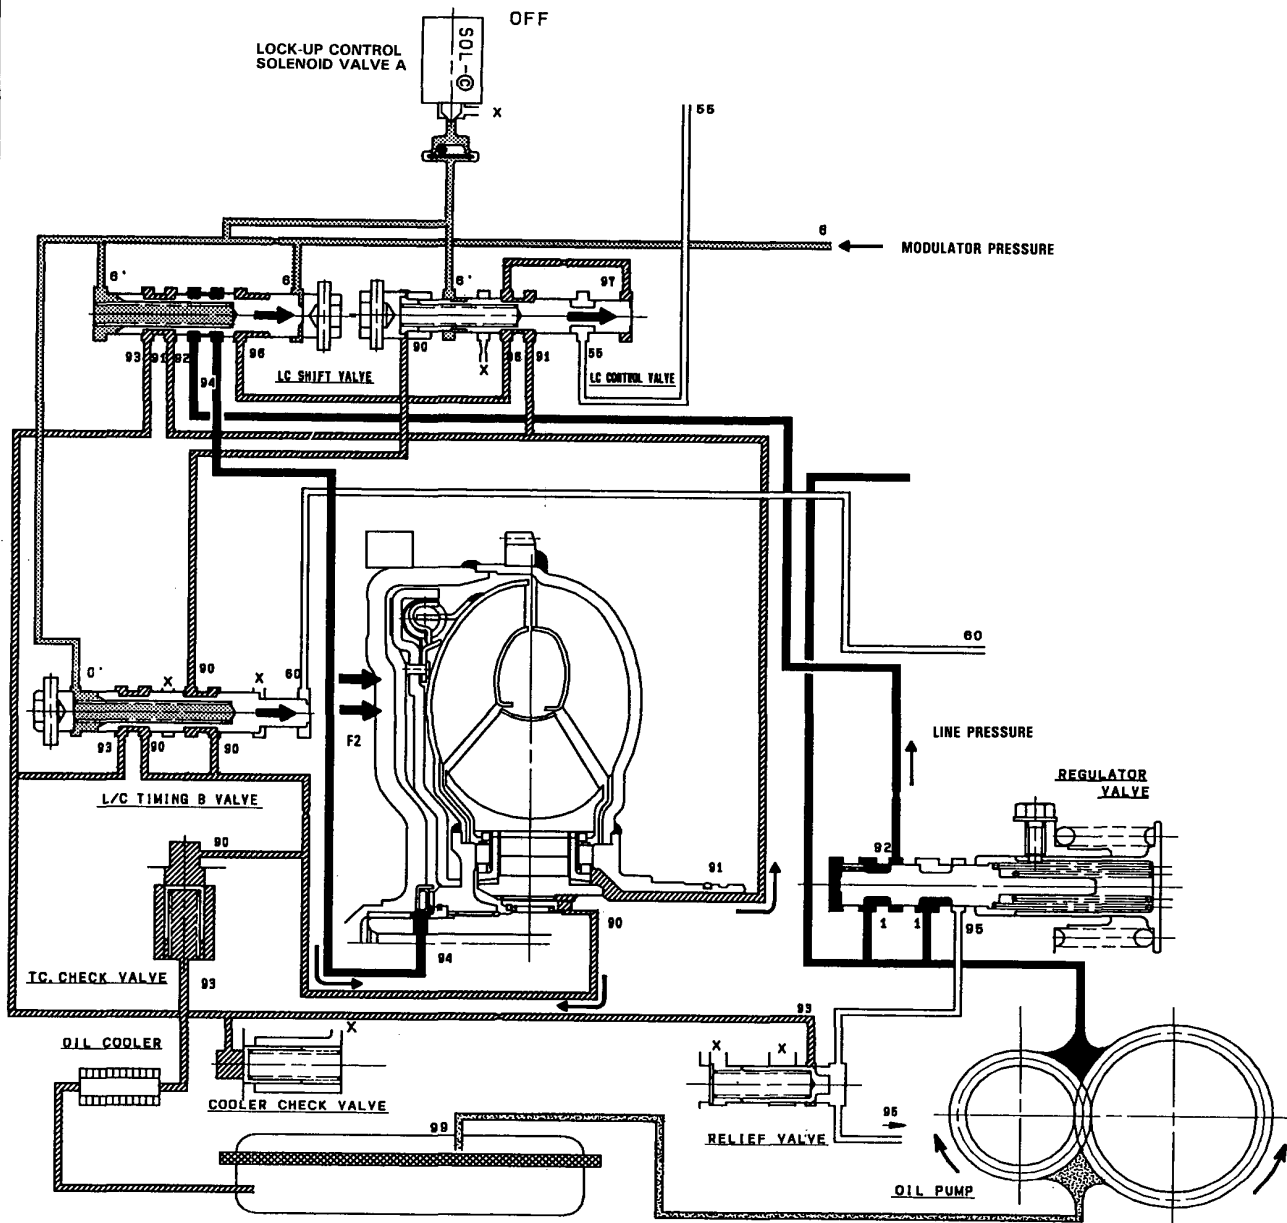 OFF
LOCK-UP CONTROL
SOLENOID VALVE A
SOL-C
X
55
6
MODULATOR PRESSURE
6'
6
6'
97
93
91
92
96
90
X
96
91
55
94
LC SHIFT VALVE
LC CONTROL VALVE
60
0'
X
90
X
60
93
90
90
F2
LINE PRESSURE
L/C TIMING B VALVE
REGULATOR
VALVE
90
92
91
90
1
1
95
94
TC. CHECK VALVE
93
93
OIL COOLER
X
X
X
COOLER CHECK VALVE
95
99
RELIEF VALVE
OIL PUMP